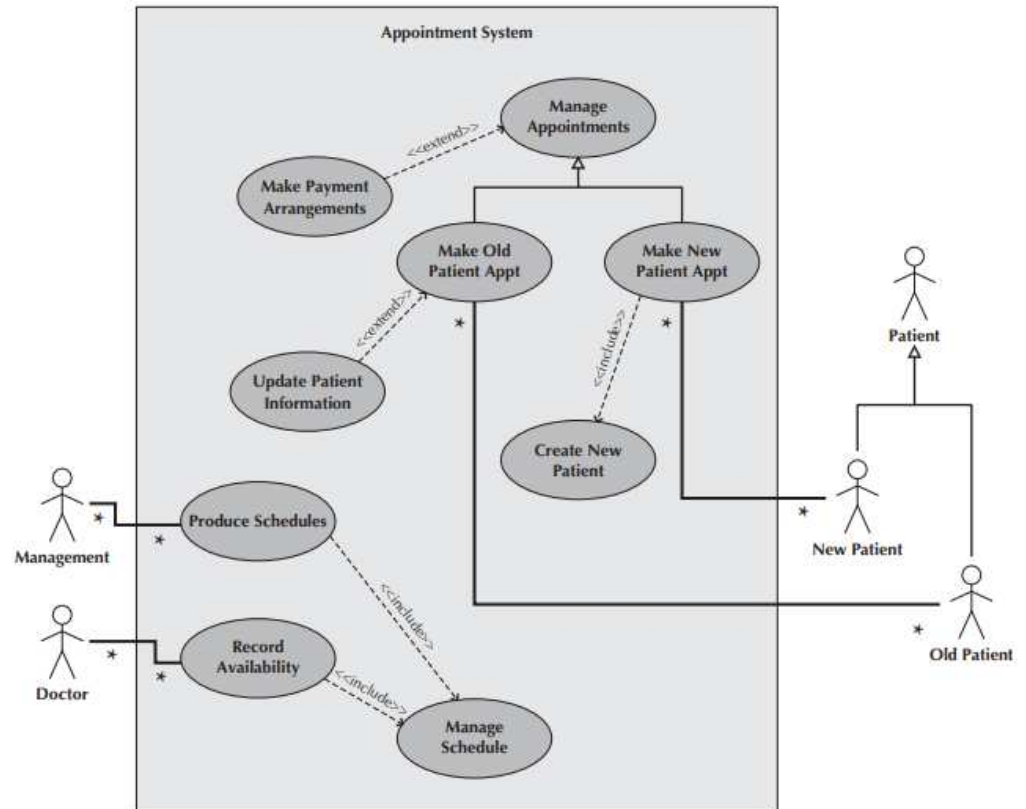 Appointment System
Manage
Appointments
<<extend>>
Make Payment
Arrangements
Make Old
Patient Appt
Make New
Patient Appt
*
*
<<extend>>
<<include>>
Patient
Update Patient
Information
Create New
Patient
Management
*
*
Produce Schedules
*
New Patient
<<include>>
*
Old Patient
Doctor
*
*
Record
Availability
<<include>>
Manage
Schedule